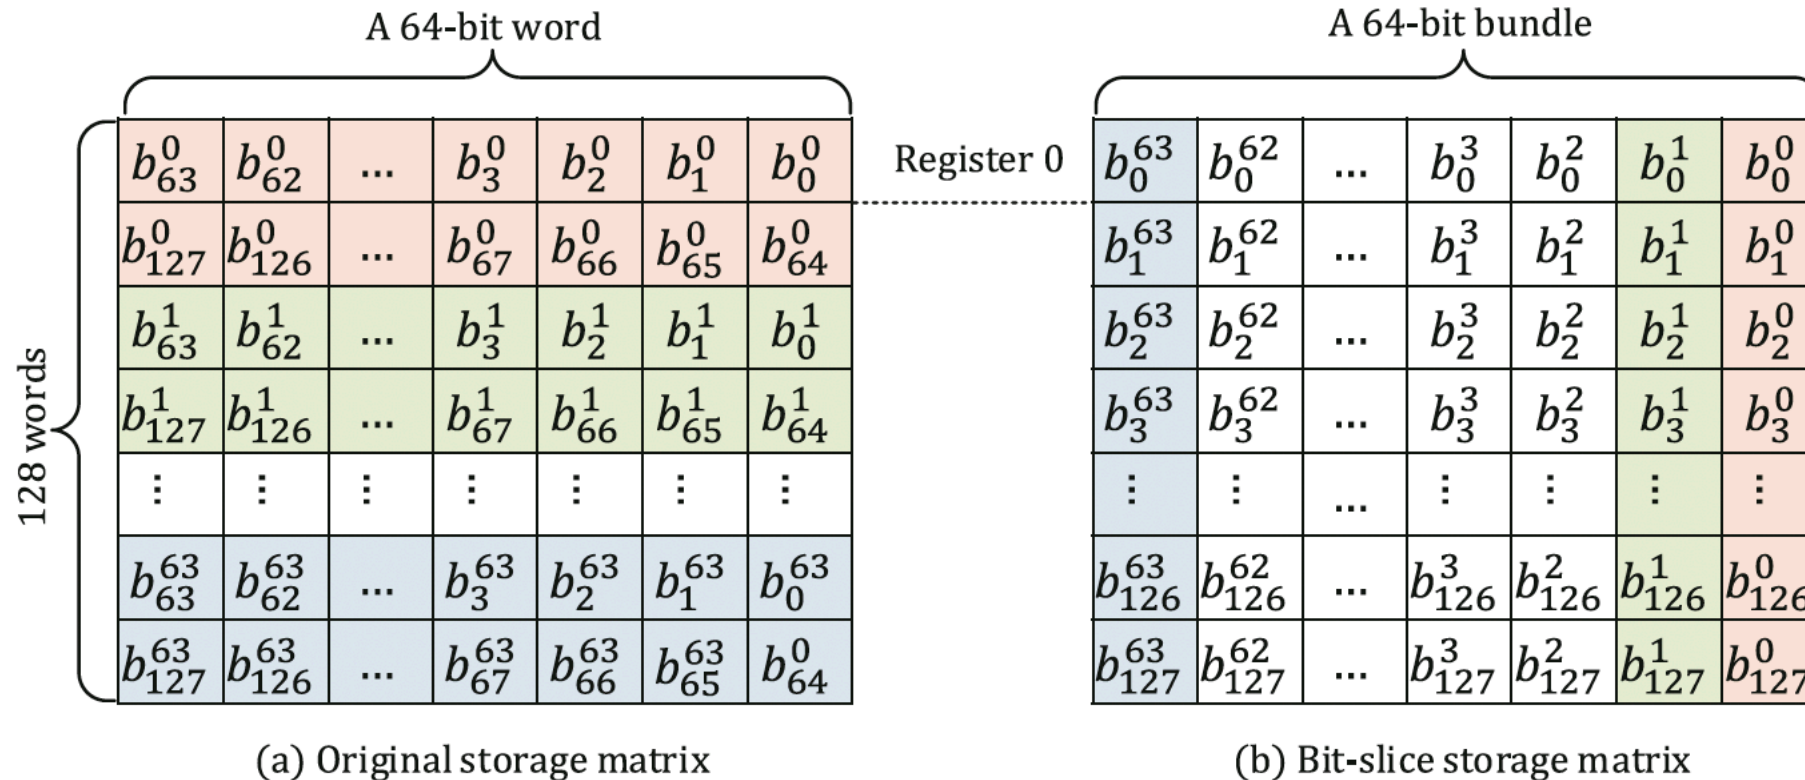 A 64-bit word
A 64-bit bundle
128 words
b^0_63 b^0_62 ... b^0_3 b^0_2 b^0_1 b^0_0
b^0_127 b^0_126 ... b^0_67 b^0_66 b^0_65 b^0_64
b^1_63 b^1_62 ... b^1_3 b^1_2 b^1_1 b^1_0
b^1_127 b^1_126 ... b^1_67 b^1_66 b^1_65 b^1_64
⋮ ⋮ ⋮ ⋮ ⋮ ⋮ ⋮
b^63_63 b^63_62 ... b^63_3 b^63_2 b^63_1 b^63_0
b^63_127 b^63_126 ... b^63_67 b^63_66 b^63_65 b^0_64
Register 0
b^63_0 b^62_0 ... b^3_0 b^2_0 b^1_0 b^0_0
b^63_1 b^62_1 ... b^3_1 b^2_1 b^1_1 b^0_1
b^63_2 b^62_2 ... b^3_2 b^2_2 b^1_2 b^0_2
b^63_3 b^62_3 ... b^3_3 b^2_3 b^1_3 b^0_3
⋮ ⋮ ... ⋮ ⋮ ⋮ ⋮
b^63_126 b^62_126 ... b^3_126 b^2_126 b^1_126 b^0_126
b^63_127 b^62_127 ... b^3_127 b^2_127 b^1_127 b^0_127
(a) Original storage matrix
(b) Bit-slice storage matrix